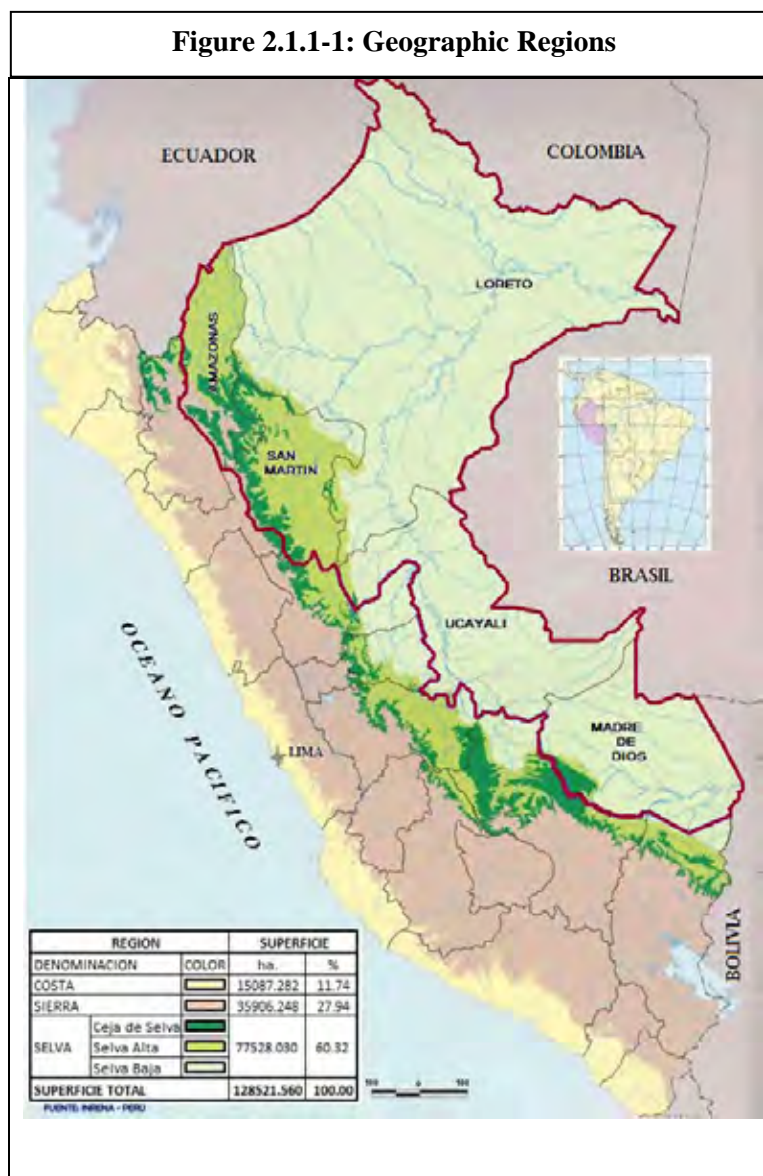 Figure 2.1.1-1: Geographic Regions
ECUADOR
COLOMBIA
LORETO
AMAZONAS
SAN
MARTIN
BRASIL
UCAYALI
OCEANO PACIFICO
MADRE
DE
DIOS
LIMA
BOLIVIA
REGION SUPERFICIE
DENOMINACION COLOR ha. %
COSTA 15087.282 11.74
SIERRA 35906.248 27.94
SELVA Ceja de Selva
Selva Alta 77528.030 60.32
Selva Baja
SUPERFICIE TOTAL 128521.560 100.00
FUENTE: INRENA - PERU
100 0 100